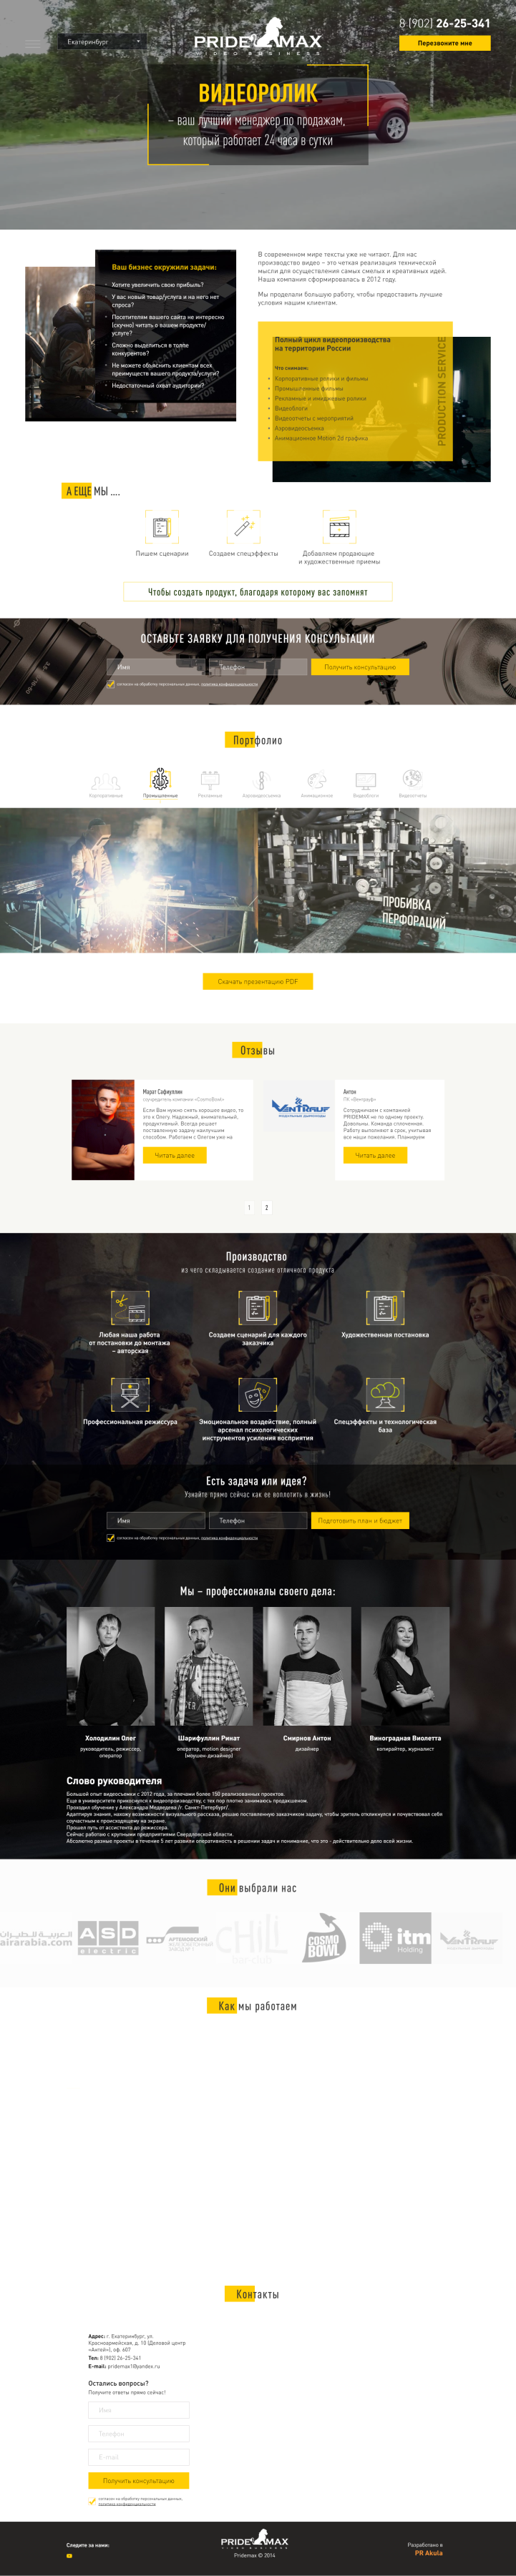 Екатеринбург
PRIDE MAX
VIDEO BUSINESS
8 (902) 26-25-341
Перезвоните мне
ВИДЕОРОЛИК
– ваш лучший менеджер по продажам,
который работает 24 часа в сутки
Ваш бизнес окружили задачи:
Хотите увеличить свою прибыль?
У вас новый товар/услуга и на него нет
спроса?
Посетителям вашего сайта не интересно
(скучно) читать о вашем продукте/
услуге?
Сложно выделиться в толпе
конкурентов?
Не можете объяснить клиентам всех
преимуществ вашего продукта/услуги?
Недостаточный охват аудитории?
В современном мире тексты уже не читают. Для нас
производство видео – это четкая реализация технической
мысли для осуществления самых смелых и креативных идей.
Наша компания сформировалась в 2012 году.
Мы проделали большую работу, чтобы предоставить лучшие
условия нашим клиентам.
Полный цикл видеопроизводства
на территории России
Что снимаем:
Корпоративные ролики и фильмы
Промышленные фильмы
Рекламные и имиджевые ролики
Видеоблоги
Видеоотчеты с мероприятий
Аэровидеосъемка
Анимационное Motion 2d графика
PRODUCTION SERVICE
А ЕЩЕ МЫ ....
Пишем сценарии
Создаем спецэффекты
Добавляем продающие
и художественные приемы
Чтобы создать продукт, благодаря которому вас запомнят
ОСТАВЬТЕ ЗАЯВКУ ДЛЯ ПОЛУЧЕНИЯ КОНСУЛЬТАЦИИ
Имя
Телефон
Получить консультацию
согласен на обработку персональных данных, политика конфиденциальности
Портфолио
Корпоративные
Промышленные
Рекламные
Аэровидеосъемка
Анимационное
Видеоблоги
Видеоотчеты
ПРОБИВКА
ПЕРФОРАЦИЙ
Скачать презентацию PDF
Отзывы
Марат Сафиуллин
соучредитель компании «CosmoBowl»
Если Вам нужно снять хорошее видео, то
это к Олегу. Надежный, внимательный,
продуктивный. Всегда решает
поставленную задачу наилучшим
способом. Работаем с Олегом уже на
Читать далее
VENTRAUF
Антон
ГК «Вентрауф»
Сотрудничаем с компанией
PRIDEMAX не по одному проекту.
Довольны. Команда сплоченная.
Работу выполняют в срок, учитывая
все наши пожелания. Планируем
Читать далее
1
2
Производство
из чего складывается создание отличного продукта
Любая наша работа
от постановки до монтажа
– авторская
Создаем сценарий для каждого
заказчика
Художественная постановка
Профессиональная режиссура
Эмоциональное воздействие, полный
арсенал психологических
инструментов усиления восприятия
Спецэффекты и технологическая
база
Есть задача или идея?
Узнайте прямо сейчас как ее воплотить в жизнь!
Имя
Телефон
Подготовить план и бюджет
согласен на обработку персональных данных, политика конфиденциальности
Мы – профессионалы своего дела:
Холодилин Олег
руководитель, режиссер,
оператор
Шарифуллин Ринат
оператор, motion designer
(моушен-дизайнер)
Смирнов Антон
дизайнер
Виноградная Виолетта
копирайтер, журналист
Слово руководителя
Большой опыт видеосъемки с 2012 года, за плечами более 150 реализованных проектов.
Еще в университете прикоснулся к видеопроизводству, с тех пор плотно занимаюсь продакшеном.
Проходил обучение у Александра Медведева /г. Санкт-Петербург/.
Адаптируя знания, нахожу возможности визуального рассказа, решаю поставленную заказчиком задачу, чтобы зритель откликнулся и почувствовал себе
соучастным к происходящему на экране.
Прошел путь от ассистента до режиссера.
Сейчас работаю с крупными предприятиями Свердловской области.
Абсолютно разные проекты в течение 5 лет развили оперативность в решении задач и понимание, что это - действительно дело всей жизни.
Они выбрали нас
العربية للطيران
airarabia.com
ASD
electric
АРТЕМОВСКИЙ
CHILI
COSMO
BOWL
itm
Holding
VENTRAUF
Как мы работаем
Контакты
Адрес: г. Екатеринбург, ул.
Красноармейская, д. 10 (Деловой центр
«Антей»), оф. 607
Тел: 8 (902) 26-25-341
E-mail: pridemax1@yandex.ru
Остались вопросы?
Получите ответы прямо сейчас!
Имя
Телефон
E-mail
Получить консультацию
согласен на обработку персональных данных,
политика конфиденциальности
Следите за нами:
PRIDE MAX
VIDEO BUSINESS
Pridemax © 2014
Разработано в
PR Akula